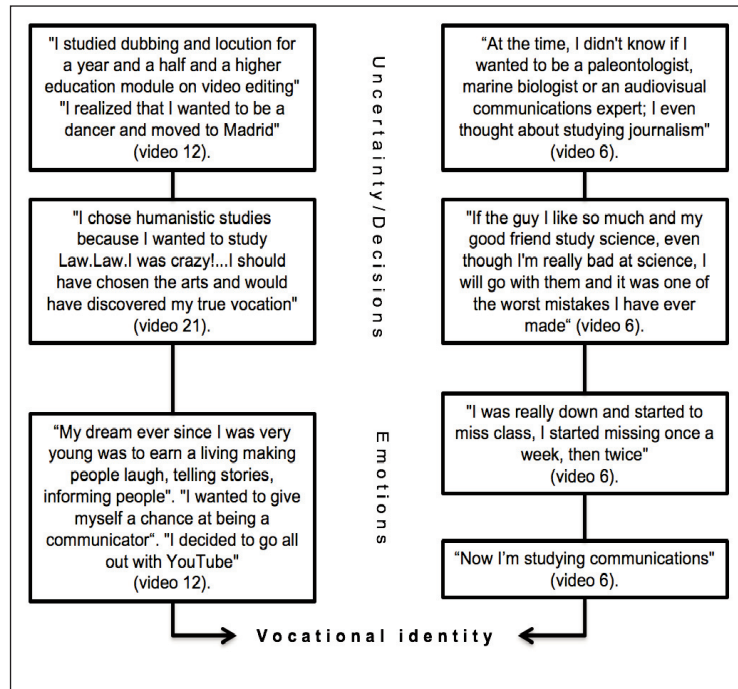 "I studied dubbing and locution for
a year and a half and a higher
education module on video editing"
"I realized that I wanted to be a
dancer and moved to Madrid"
(video 12).
"I chose humanistic studies
because I wanted to study
Law.Law.I was crazy!...I should
have chosen the arts and would
have discovered my true vocation"
(video 21).
“My dream ever since I was very
young was to earn a living making
people laugh, telling stories,
informing people". "I wanted to give
myself a chance at being a
communicator“. "I decided to go all
out with YouTube"
(video 12).
Uncertainty/Decisions
Emotions
“At the time, I didn't know if I
wanted to be a paleontologist,
marine biologist or an audiovisual
communications expert; I even
thought about studying journalism"
(video 6).
"If the guy I like so much and my
good friend study science, even
though I'm really bad at science, I
will go with them and it was one of
the worst mistakes I have ever
made“ (video 6).
"I was really down and started to
miss class, I started missing once a
week, then twice"
(video 6).
“Now I’m studying communications"
(video 6).
Vocational identity